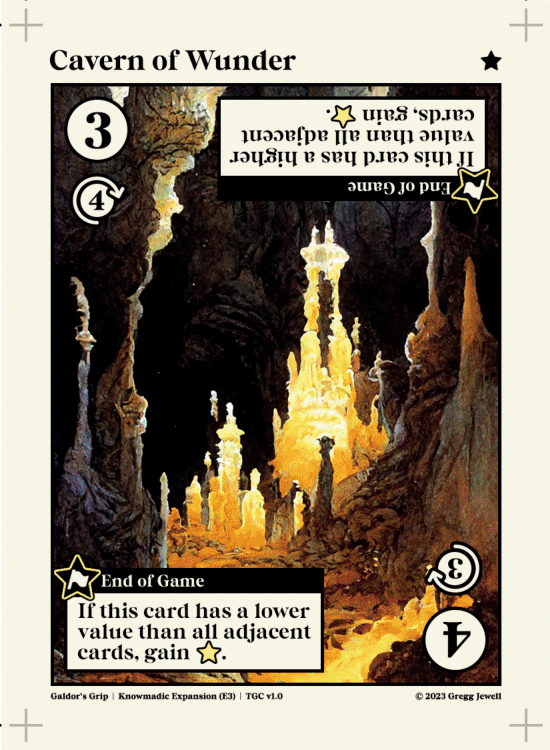 Cavern of Wunder
3
4
End of Game
If this card has a higher
value than all adjacent
cards, gain .
End of Game
If this card has a lower
value than all adjacent
cards, gain .
3
4
Galdor's Grip | Knowmadic Expansion (E3) | TGC v1.0
© 2023 Gregg Jewell